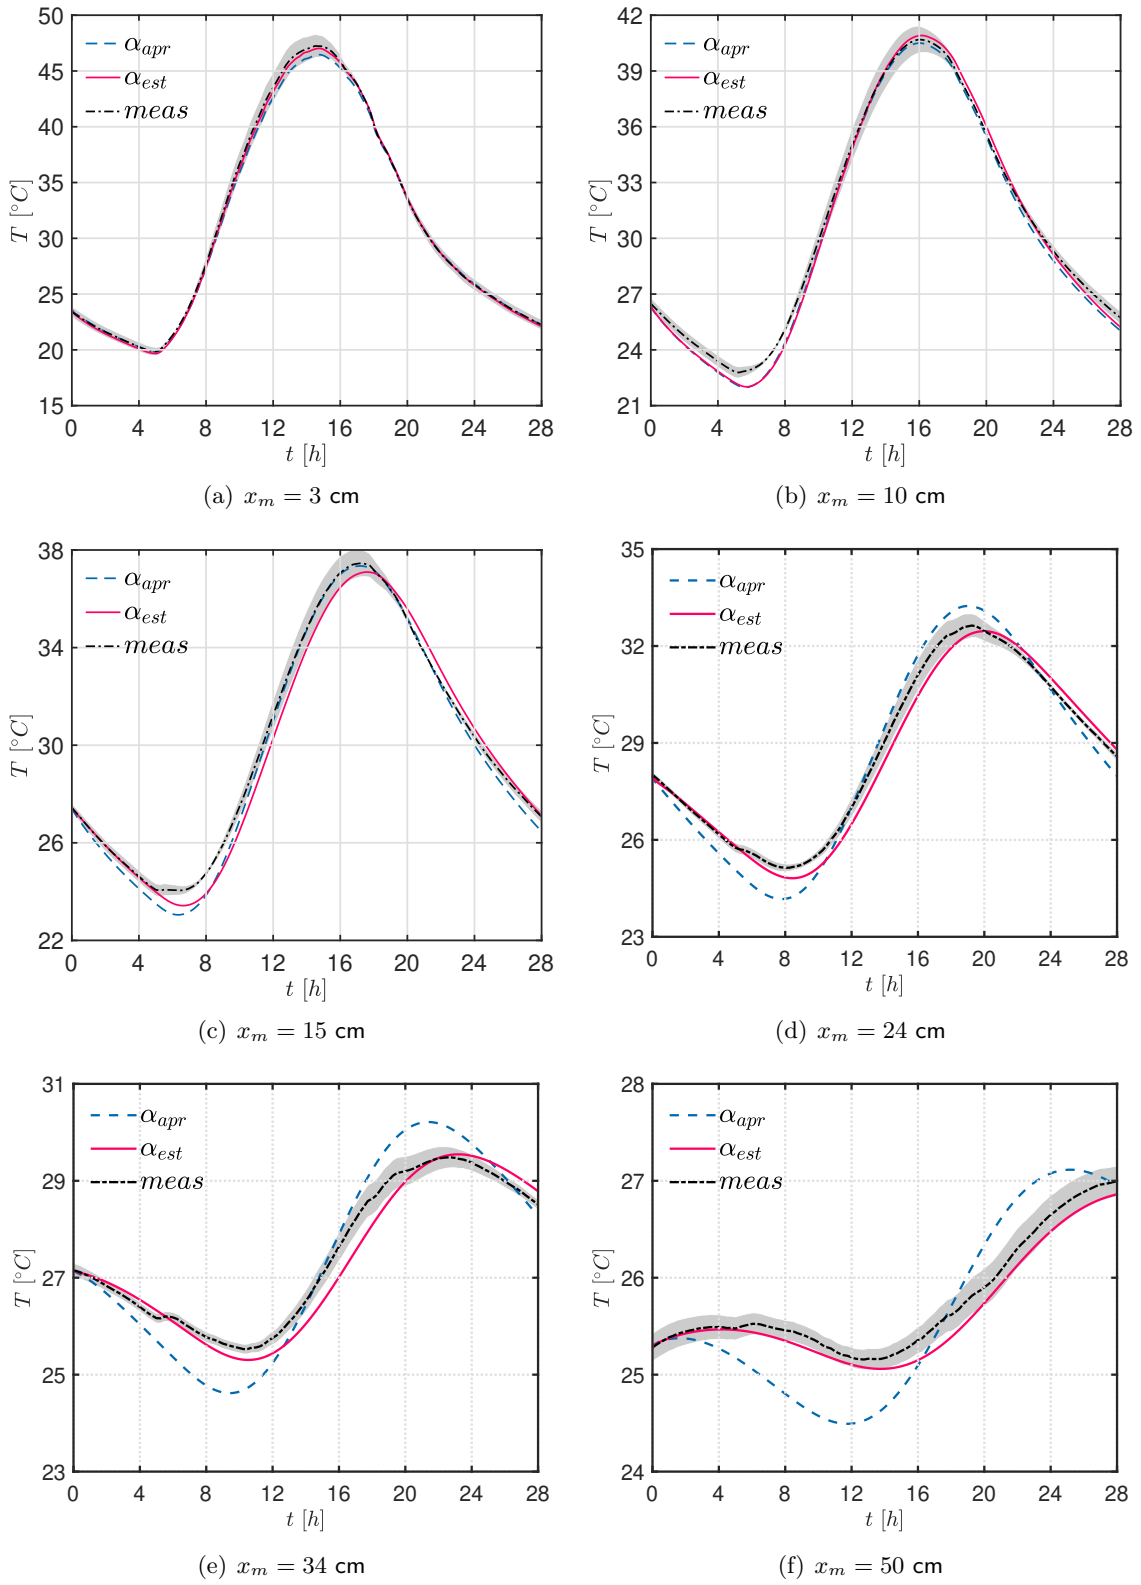 50
45
40
35
30
25
20
15
T [°C]
α_apr
α_est
meas
0 4 8 12 16 20 24 28
t [h]
(a) x_m = 3 cm
42
39
36
33
30
27
24
21
T [°C]
α_apr
α_est
meas
0 4 8 12 16 20 24 28
t [h]
(b) x_m = 10 cm
38
34
30
26
22
T [°C]
α_apr
α_est
meas
0 4 8 12 16 20 24 28
t [h]
(c) x_m = 15 cm
35
32
29
26
23
T [°C]
α_apr
α_est
meas
0 4 8 12 16 20 24 28
t [h]
(d) x_m = 24 cm
31
29
27
25
23
T [°C]
α_apr
α_est
meas
0 4 8 12 16 20 24 28
t [h]
(e) x_m = 34 cm
28
27
26
25
24
T [°C]
α_apr
α_est
meas
0 4 8 12 16 20 24 28
t [h]
(f) x_m = 50 cm